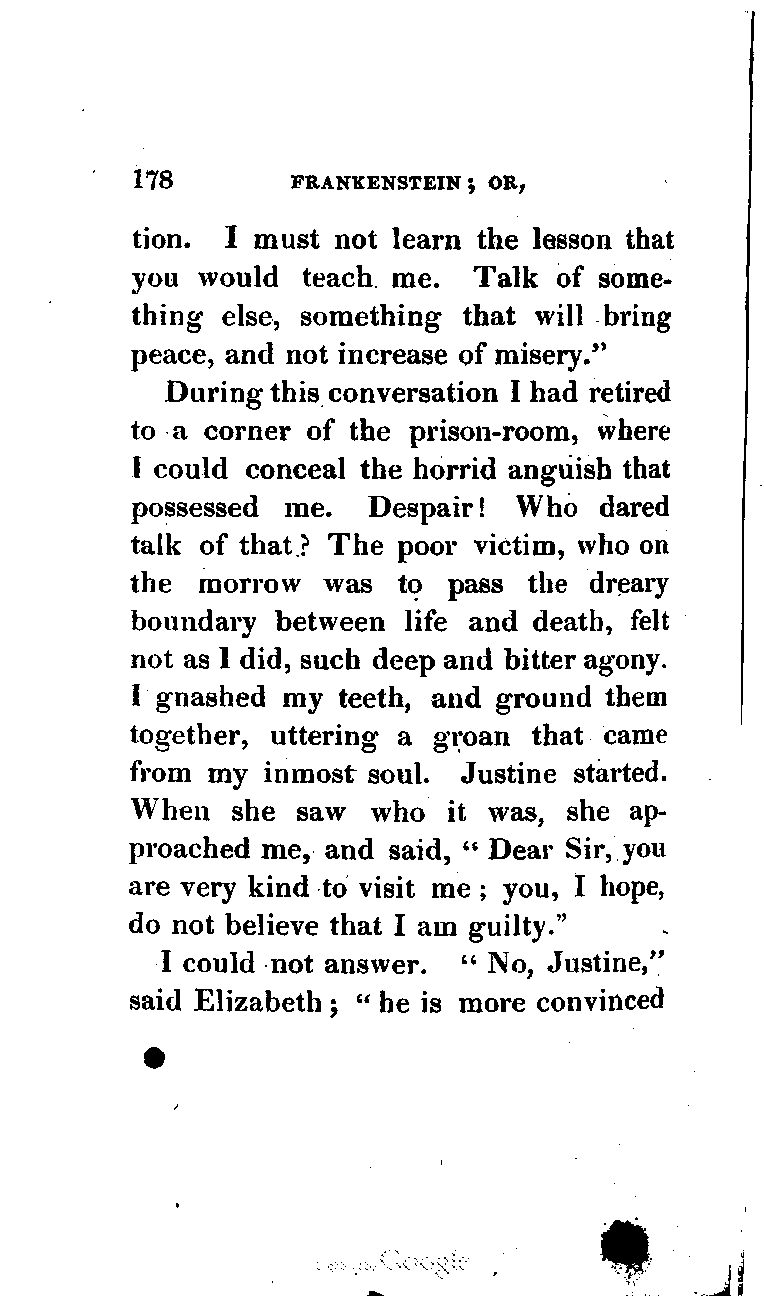 178 FRANKENSTEIN; OR,
tion. I must not learn the lesson that
you would teach me. Talk of some-
thing else, something that will bring
peace, and not increase of misery."
During this conversation I had retired
to a corner of the prison-room, where
I could conceal the horrid anguish that
possessed me. Despair! Who dared
talk of that? The poor victim, who on
the morrow was to pass the dreary
boundary between life and death, felt
not as I did, such deep and bitter agony.
I gnashed my teeth, and ground them
together, uttering a groan that came
from my inmost soul. Justine started.
When she saw who it was, she ap-
proached me, and said, " Dear Sir, you
are very kind to visit me; you, I hope,
do not believe that I am guilty."
I could not answer. " No, Justine,"
said Elizabeth; " he is more convinced
Google